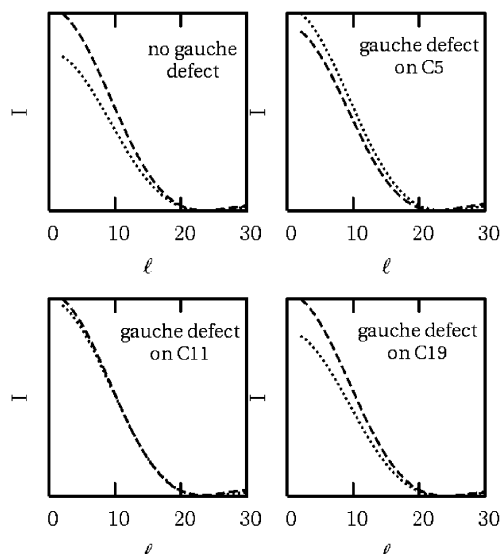 no gauche
defect
I
0 10 20 30
ℓ
gauche defect
on C5
I
0 10 20 30
ℓ
gauche defect
on C11
I
0 10 20 30
ℓ
gauche defect
on C19
I
0 10 20 30
ℓ